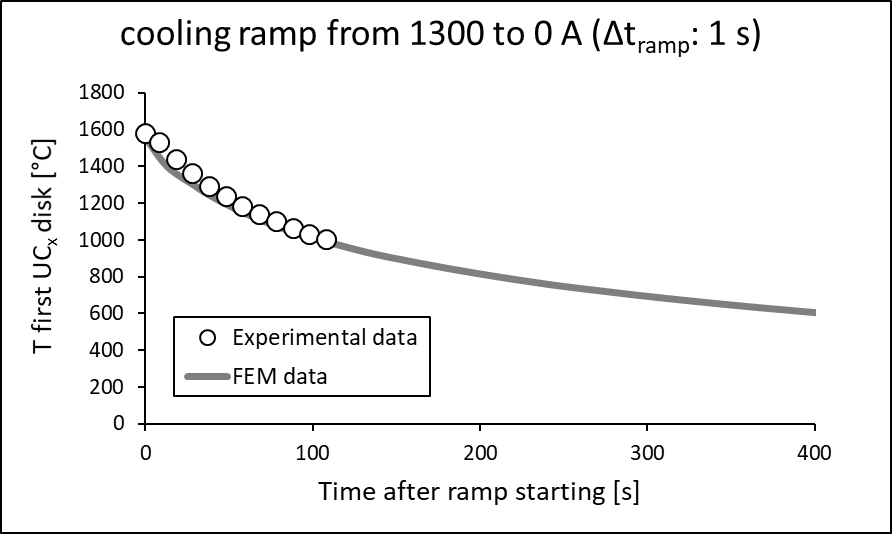 cooling ramp from 1300 to 0 A (Δtramp: 1 s)
1800
1600
1400
1200
1000
800
600
400
200
0
T first UCx disk [°C]
Experimental data
FEM data
0 100 200 300 400
Time after ramp starting [s]